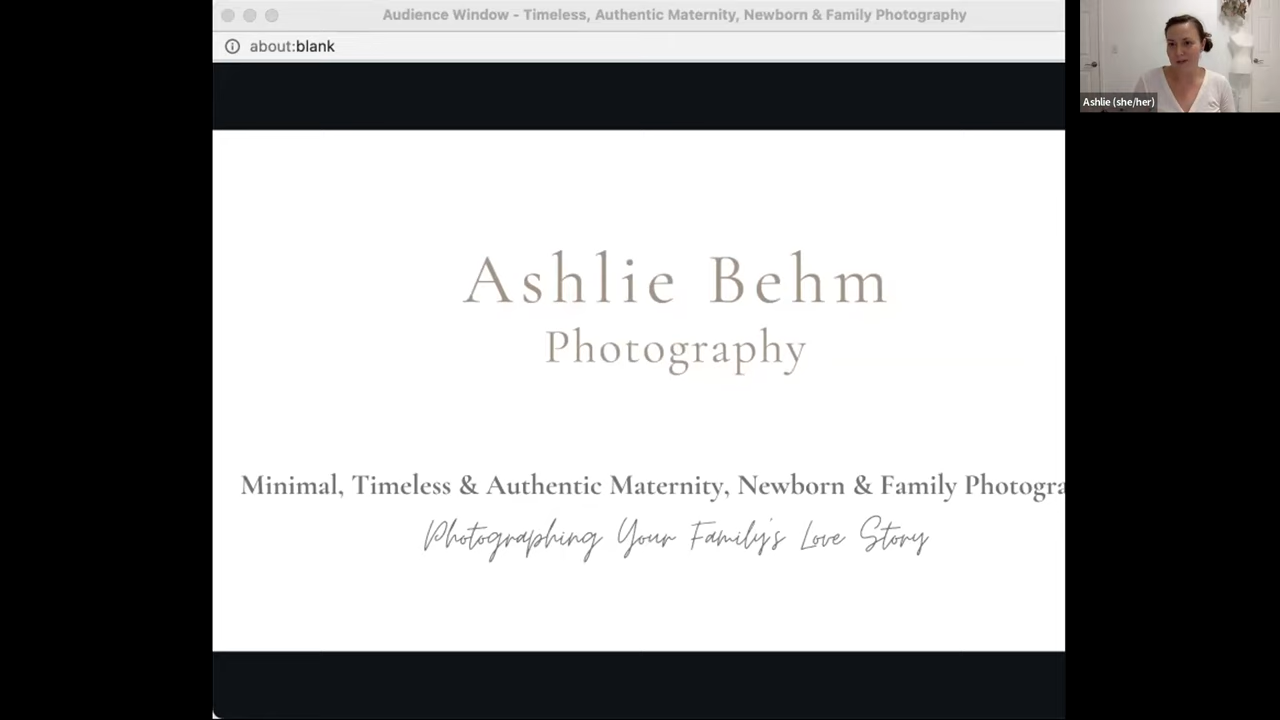 Audience Window - Timeless, Authentic Maternity, Newborn & Family Photography
about:blank
Ashlie (she/her)
Ashlie Behm
Photography
Minimal, Timeless & Authentic Maternity, Newborn & Family Photogra
Photographing Your Family's Love Story